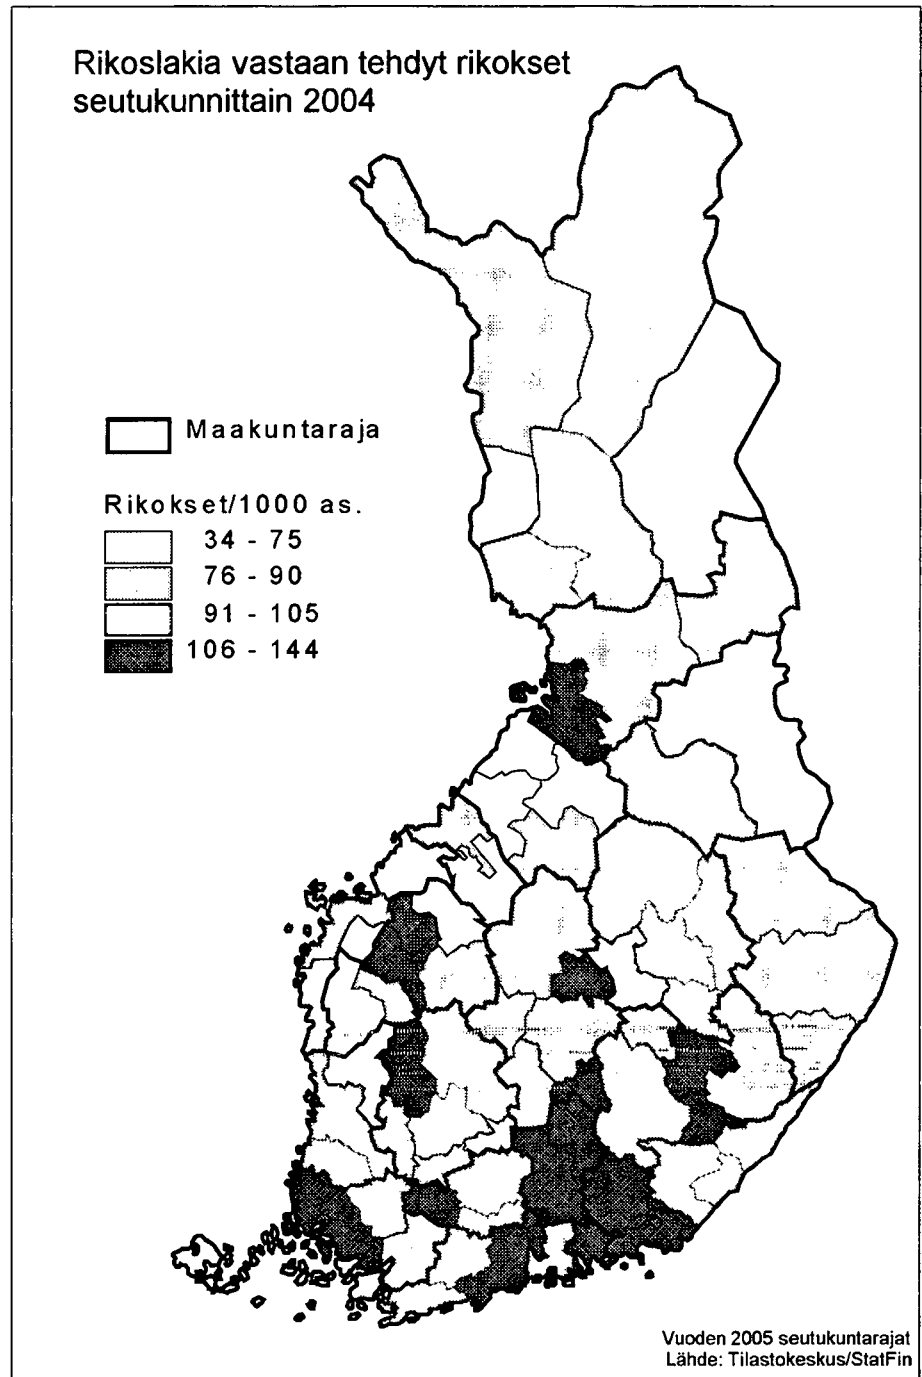 Rikoslakia vastaan tehdyt rikokset
seutukunnittain 2004
Maakuntaraja
Rikokset/1000 as.
34 - 75
76 - 90
91 - 105
106 - 144
Vuoden 2005 seutukuntarajat
Lähde: Tilastokeskus/StatFin